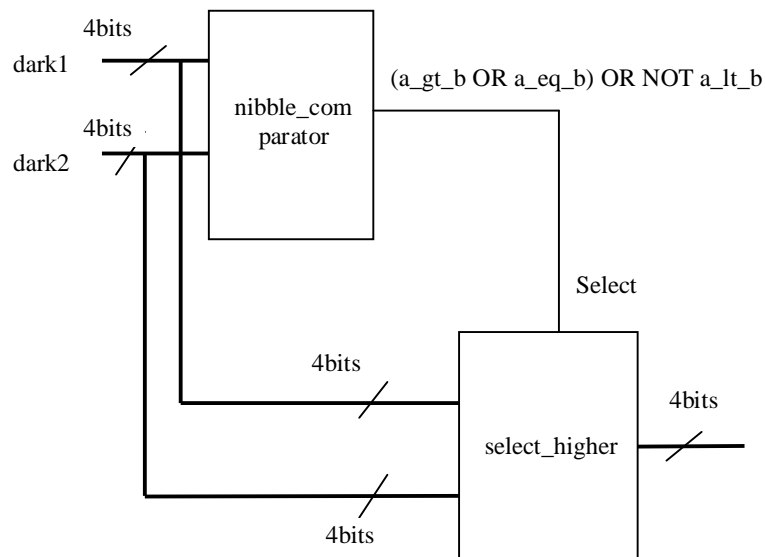 4bits
dark1
(a_gt_b OR a_eq_b) OR NOT a_lt_b
nibble_com
parator
4bits
dark2
Select
4bits
4bits
select_higher
4bits